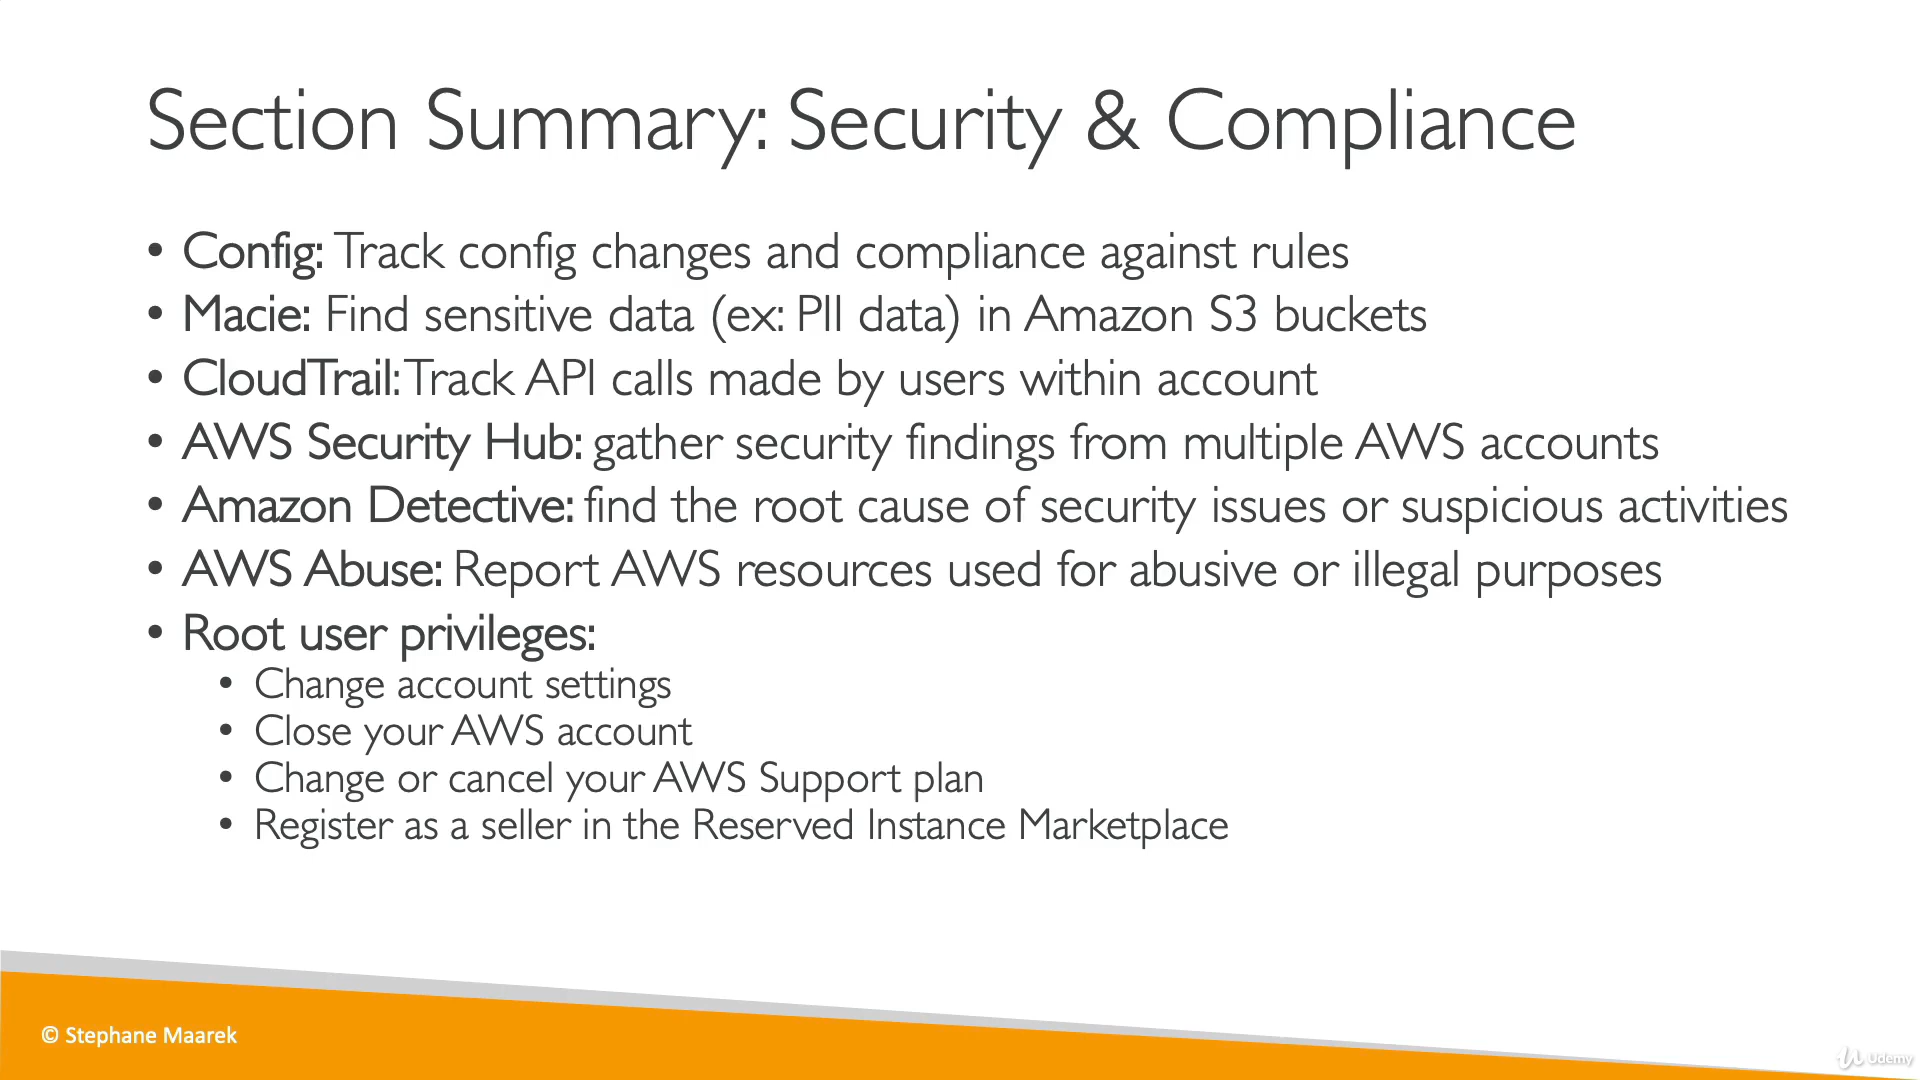 Section Summary: Security & Compliance
• Config: Track config changes and compliance against rules
• Macie: Find sensitive data (ex: PII data) in Amazon S3 buckets
• CloudTrail: Track API calls made by users within account
• AWS Security Hub: gather security findings from multiple AWS accounts
• Amazon Detective: find the root cause of security issues or suspicious activities
• AWS Abuse: Report AWS resources used for abusive or illegal purposes
• Root user privileges:
• Change account settings
• Close your AWS account
• Change or cancel your AWS Support plan
• Register as a seller in the Reserved Instance Marketplace
© Stephane Maarek
Udemy